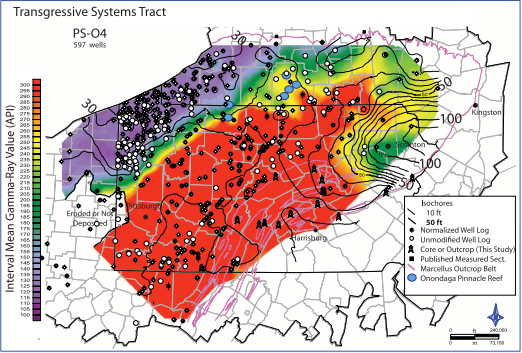 Transgressive Systems Tract
PS-O4
597 wells
Interval Mean Gamma-Ray Value (API)
300
295
290
285
280
275
270
265
260
255
250
245
240
235
230
225
220
215
210
205
200
195
190
185
180
175
170
165
160
155
150
145
140
135
130
125
120
115
110
105
100
30
50
50
100
100
0
Kingston
Scranton
Pittsburgh
Harrisburg
Eroded or Not
Deposited
Isochores
10 ft
50 ft
Normalized Well Log
Unmodified Well Log
Core or Outcrop (This Study)
Published Measured Sect.
Marcellus Outcrop Belt
Onondaga Pinnacle Reef
0 ft 240,000
0 m 73,150